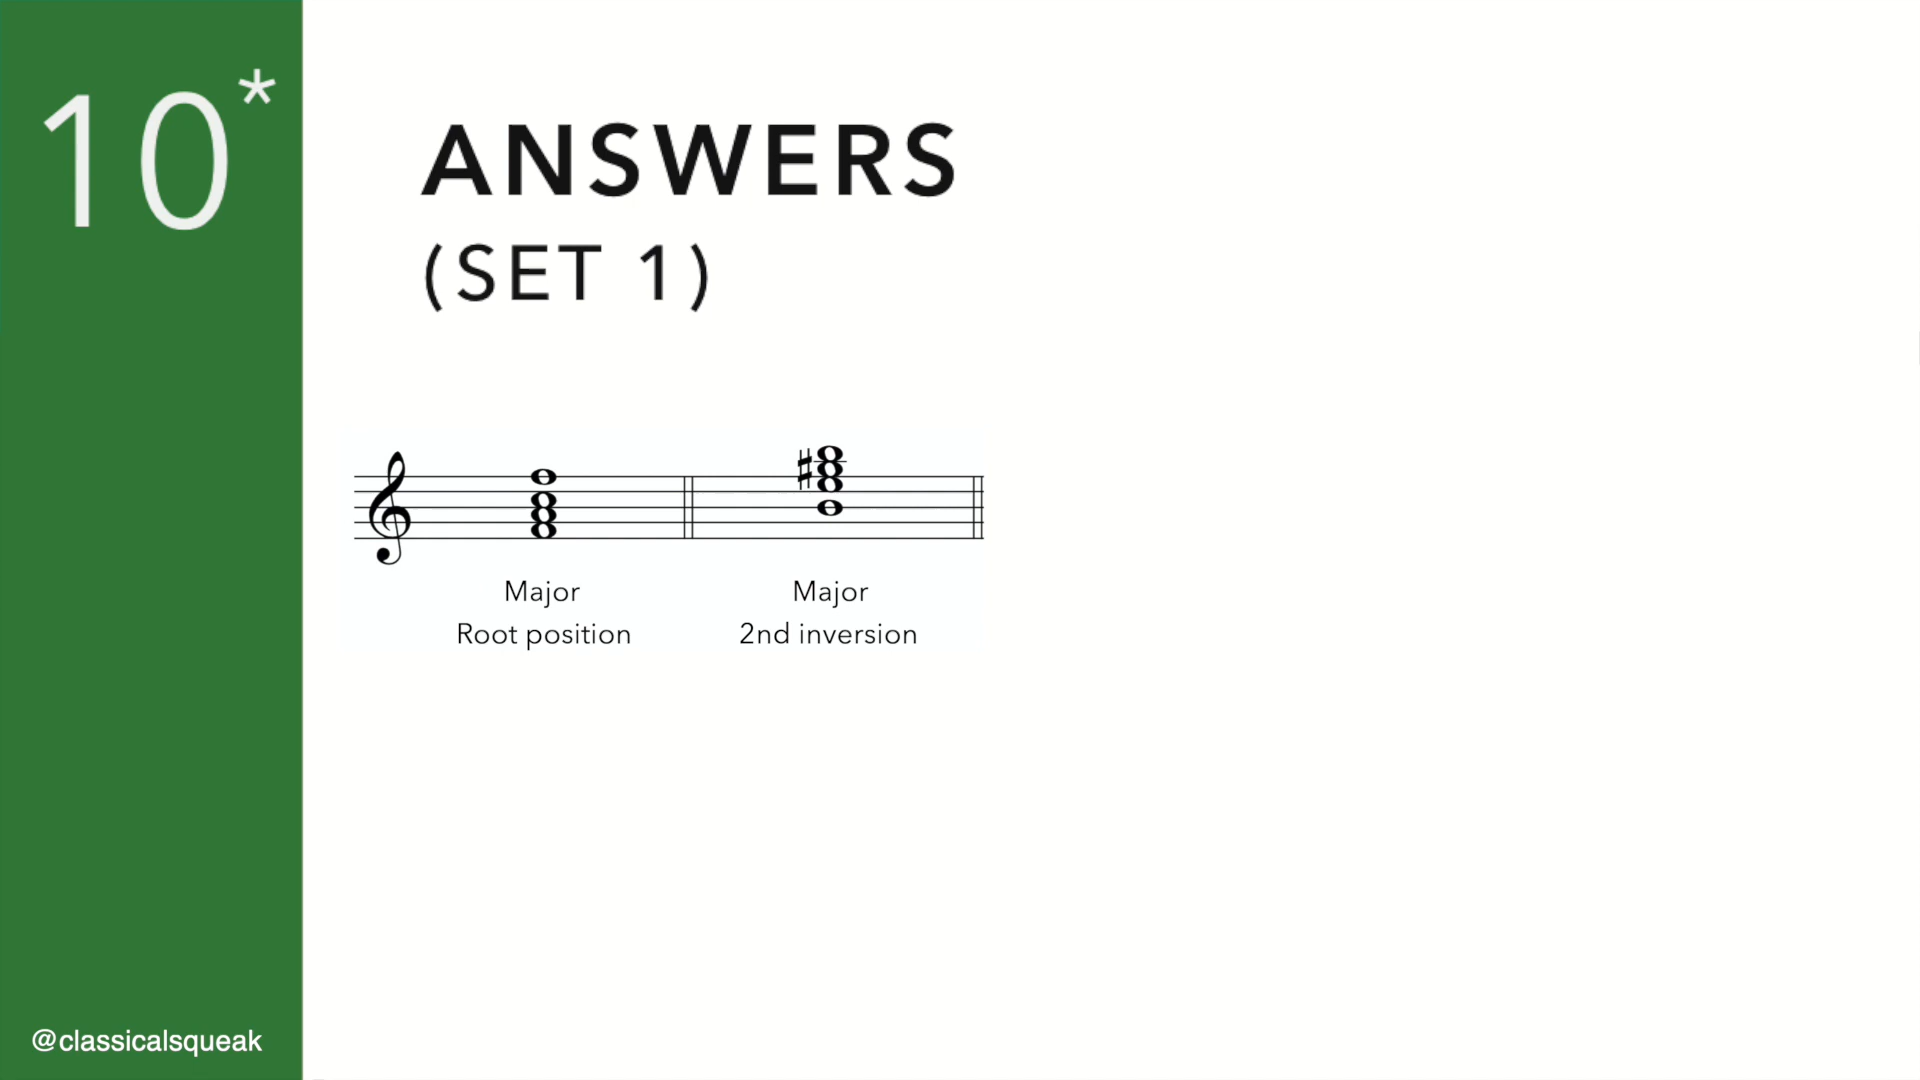 10*
ANSWERS
(SET 1)
Major
Root position
Major
2nd inversion
@classicalsqueak